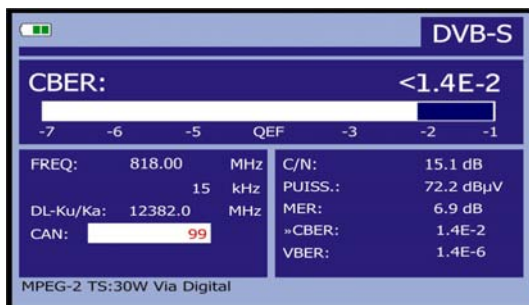 DVB-S
CBER: <1.4E-2
-7 -6 -5 QEF -3 -2 -1
FREQ: 818.00 MHz
15 kHz
DL-Ku/Ka: 12382.0 MHz
CAN: 99
C/N: 15.1 dB
PUISS.: 72.2 dBµV
MER: 6.9 dB
»CBER: 1.4E-2
VBER: 1.4E-6
MPEG-2 TS:30W Via Digital